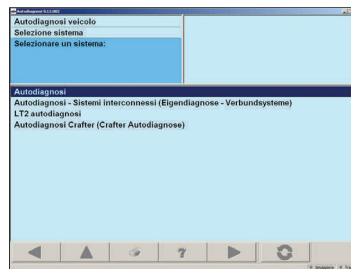 Autodiagnosi veicolo
Selezione sistema
Selezionare un sistema:
Autodiagnosi
Autodiagnosi - Sistemi interconnessi (Eigendiagnose - Verbundsysteme)
LT2 autodiagnosi
Autodiagnosi Crafter (Crafter Autodiagnose)
?